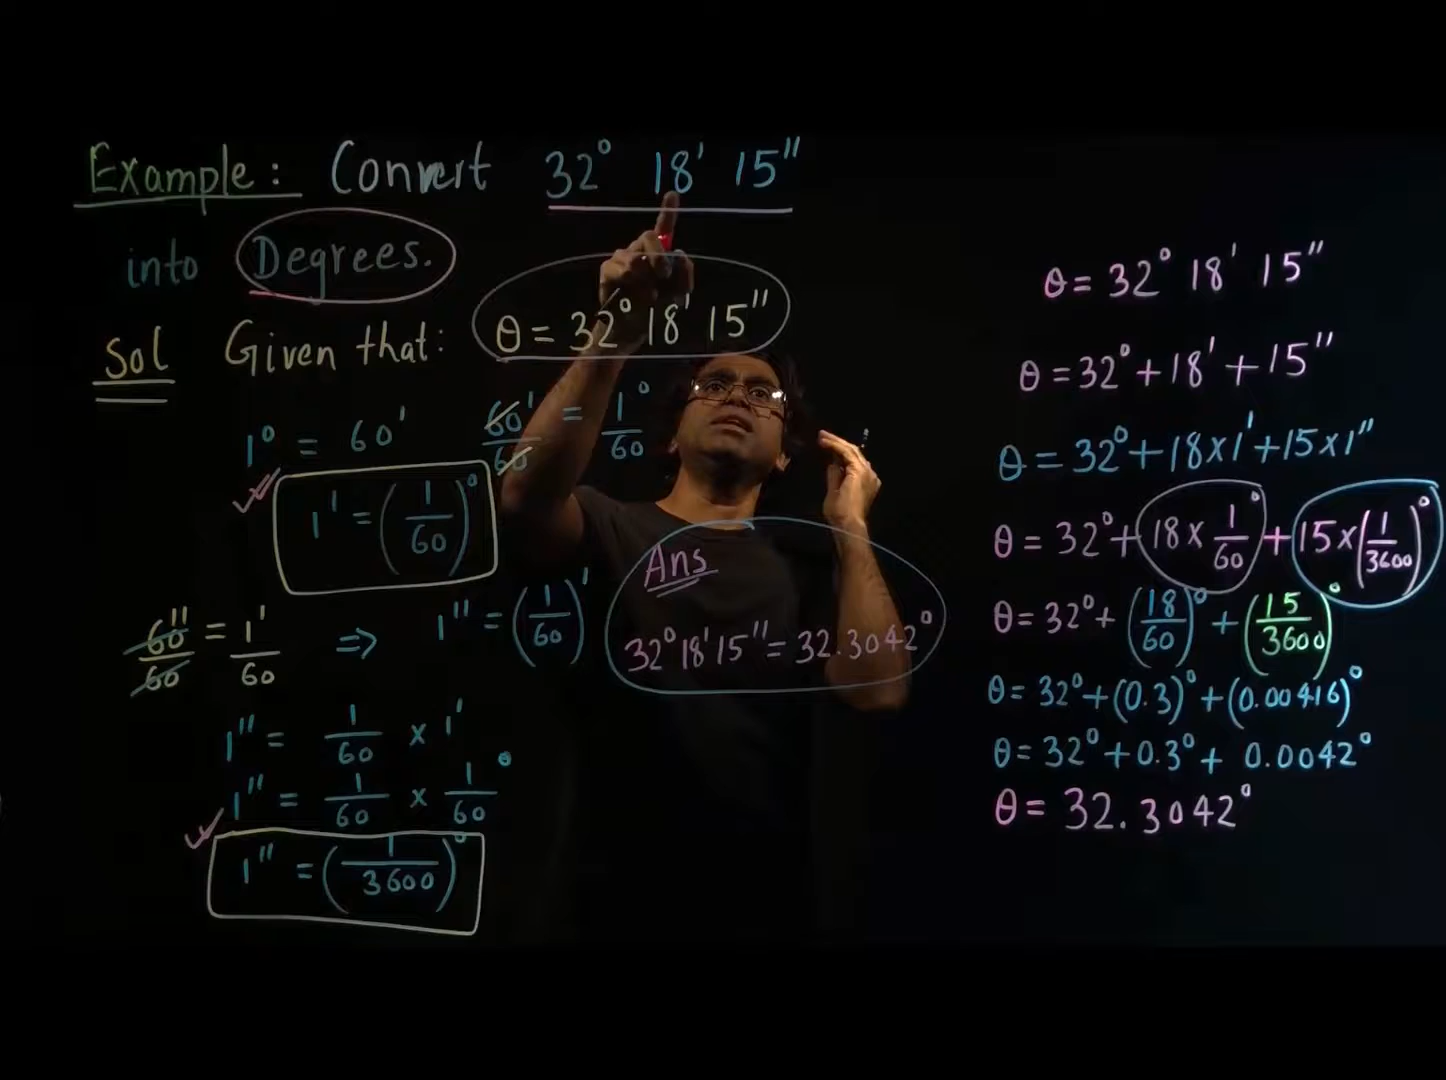 Example: Convert 32° 18' 15"
into Degrees.
Sol Given that: θ = 32° 18' 15"
1° = 60' 60'/60 = 1°/60
1' = (1/60)°
60"/60 = 1'/60 ⇒ 1" = (1/60)'
1" = 1/60 × 1'
1" = 1/60 × 1/60°
1" = (1/3600)°
Ans
32° 18' 15" = 32.3042°
θ = 32° 18' 15"
θ = 32° + 18' + 15"
θ = 32° + 18×1' + 15×1"
θ = 32° + 18 × 1/60° + 15 × (1/3600)°
θ = 32° + (18/60)° + (15/3600)°
θ = 32° + (0.3)° + (0.00416)°
θ = 32° + 0.3° + 0.0042°
θ = 32.3042°